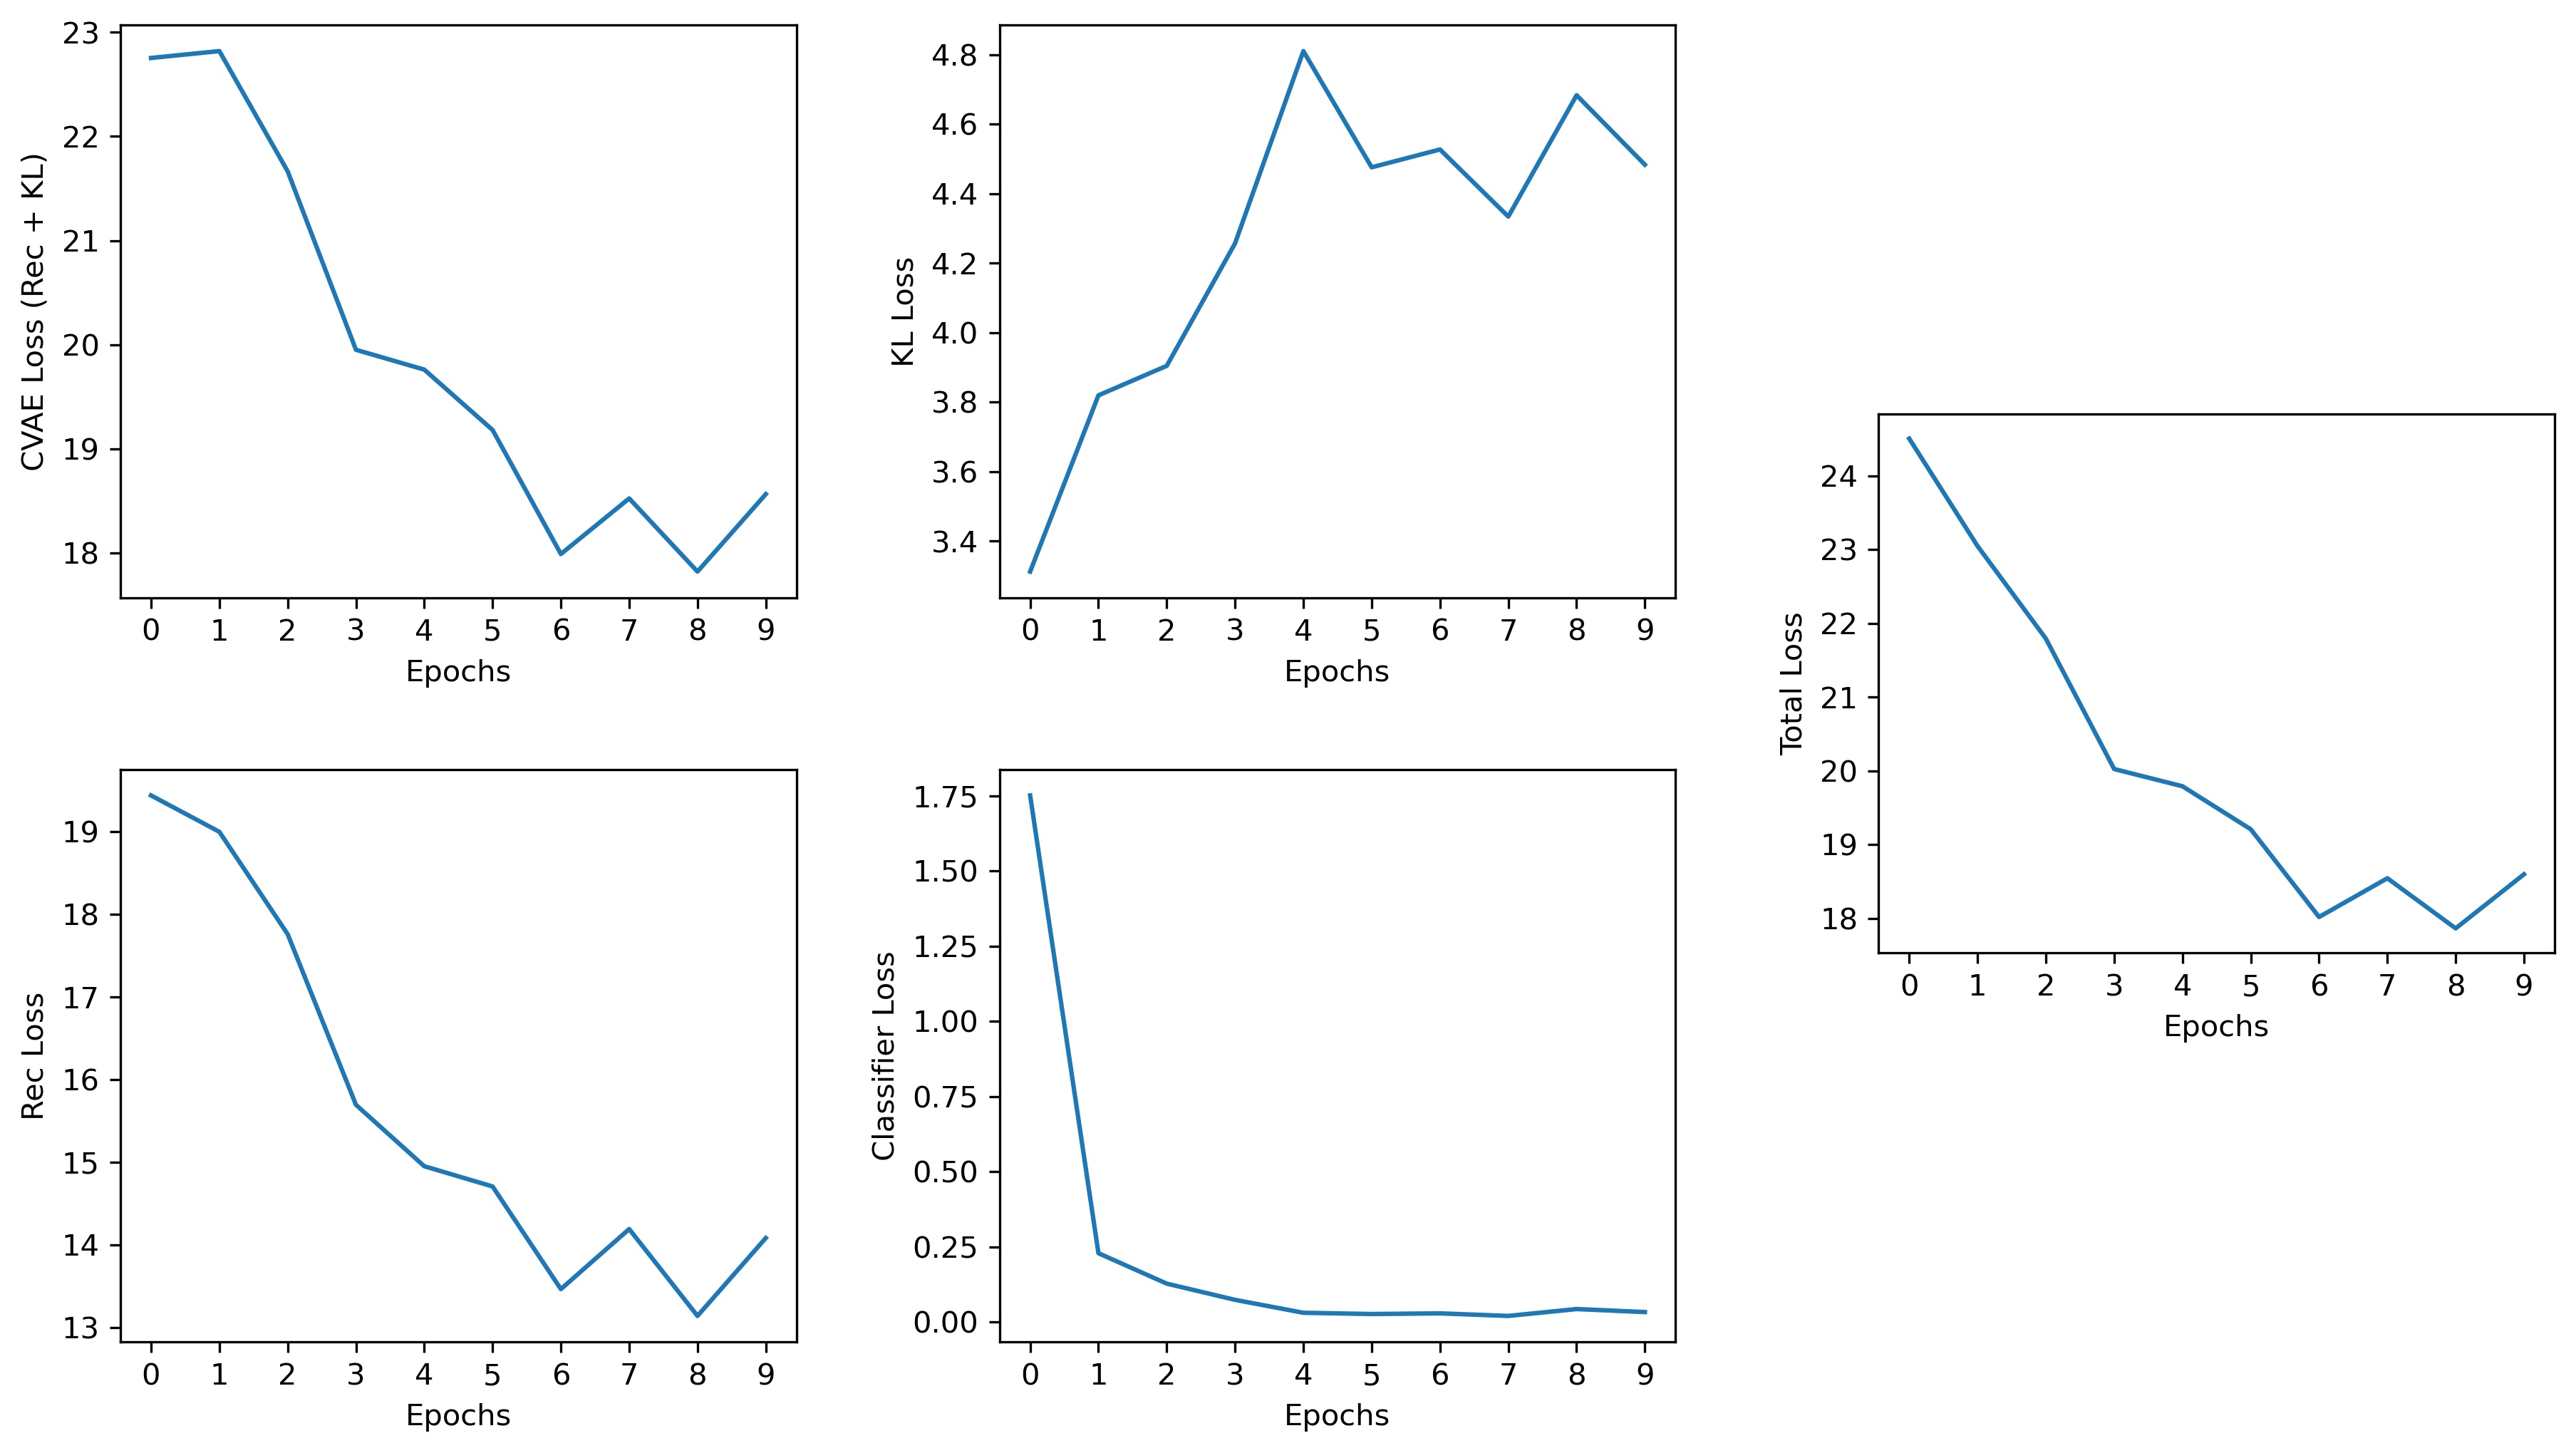 CVAE Loss (Rec + KL)
23
22
21
20
19
18
0 1 2 3 4 5 6 7 8 9
Epochs
KL Loss
4.8
4.6
4.4
4.2
4.0
3.8
3.6
3.4
0 1 2 3 4 5 6 7 8 9
Epochs
Rec Loss
19
18
17
16
15
14
13
0 1 2 3 4 5 6 7 8 9
Epochs
Classifier Loss
1.75
1.50
1.25
1.00
0.75
0.50
0.25
0.00
0 1 2 3 4 5 6 7 8 9
Epochs
Total Loss
24
23
22
21
20
19
18
0 1 2 3 4 5 6 7 8 9
Epochs